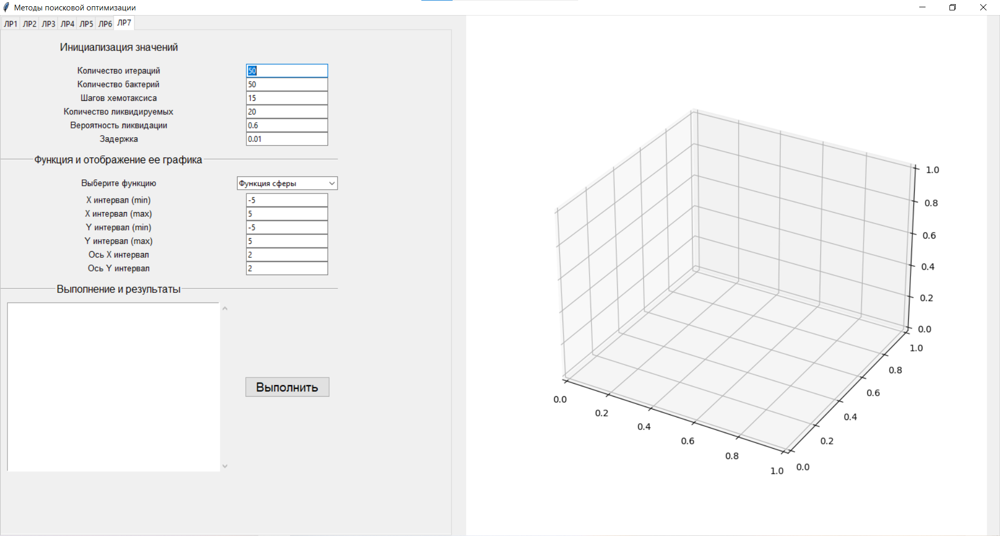 Методы поисковой оптимизации
ЛР1 ЛР2 ЛР3 ЛР4 ЛР5 ЛР6 ЛР7
Инициализация значений
Количество итераций 50
Количество бактерий 50
Шагов хемотаксиса 15
Количество ликвидируемых 20
Вероятность ликвидации 0.6
Задержка 0.01
Функция и отображение ее графика
Выберите функцию Функция сферы
X интервал (min) -5
X интервал (max) 5
Y интервал (min) -5
Y интервал (max) 5
Ось X интервал 2
Ось Y интервал 2
Выполнение и результаты
Выполнить
1.0
0.8
0.6
0.4
0.2
0.0
1.0
0.8
0.6
0.4
0.2
0.0
0.0
0.2
0.4
0.6
0.8
1.0